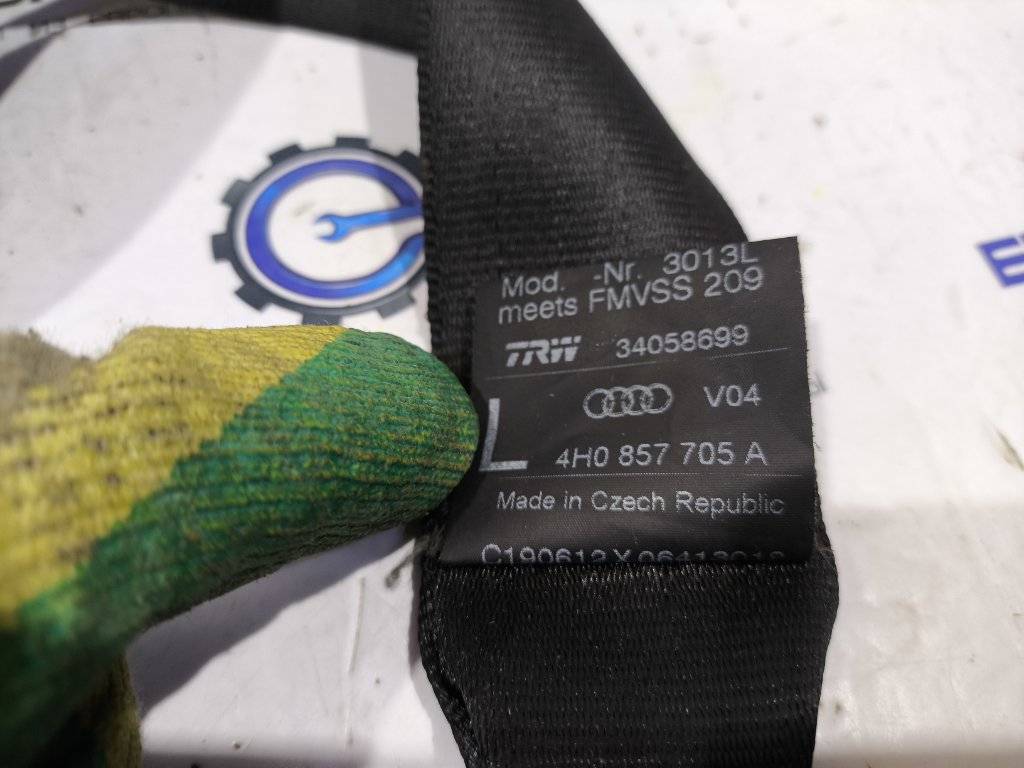 Mod. -Nr. 3013L
meets FMVSS 209
TRW 34058699
V04
L 4H0 857 705 A
Made in Czech Republic